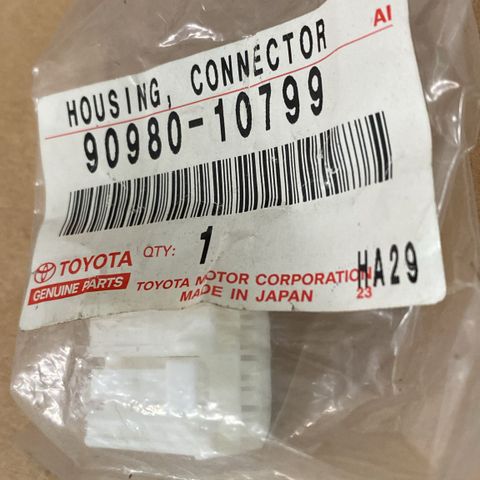 AI
HOUSING, CONNECTOR
90980-10799
TOYOTA QTY: 1
GENUINE PARTS
TOYOTA MOTOR CORPORATION HA29
MADE IN JAPAN 23